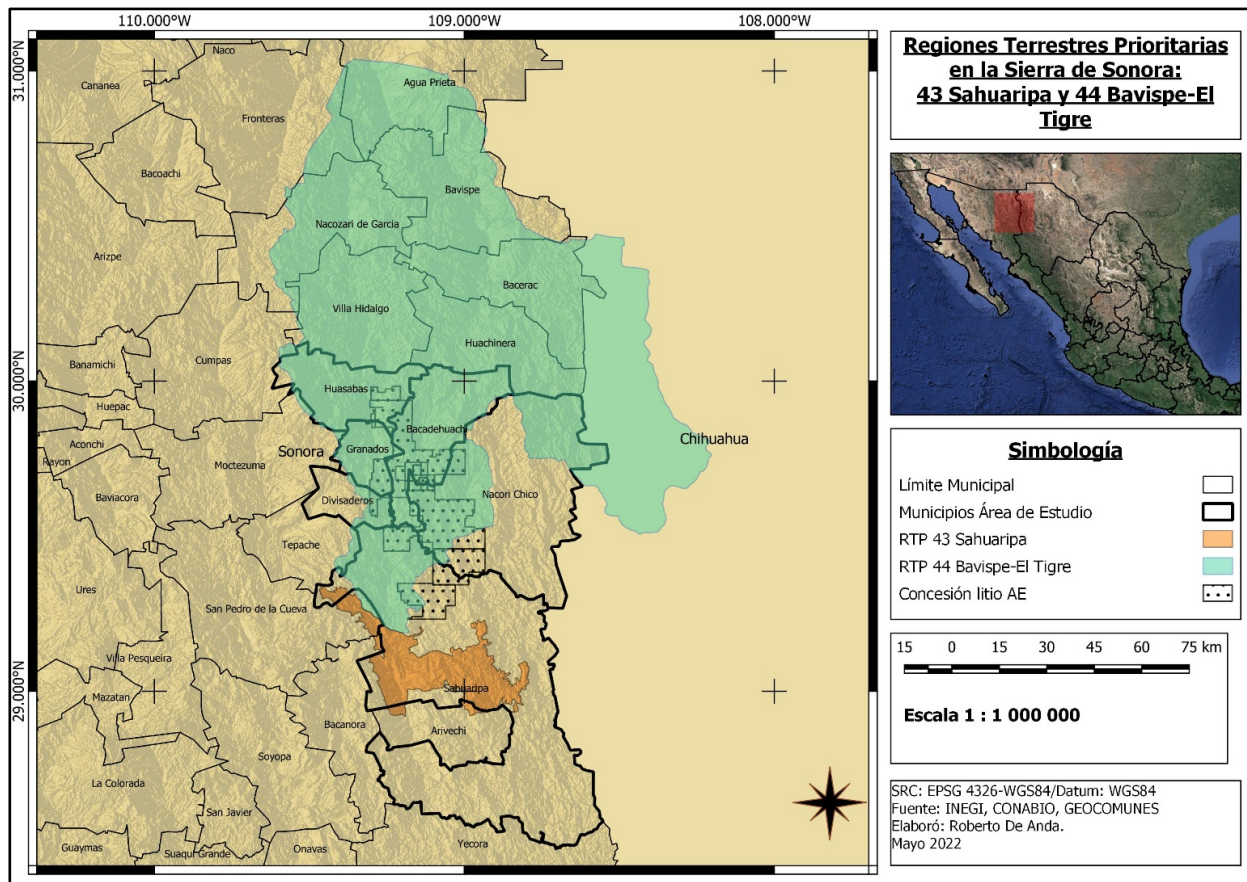 110.000°W
109.000°W
108.000°W
31.000°N
30.000°N
29.000°N
Naco
Cananea
Agua Prieta
Fronteras
Bacoachi
Bavispe
Nacozari de Garcia
Arizpe
Bacerac
Villa Hidalgo
Huachinera
Cumpas
Banamichi
Huasabas
Huepac
Bacadehuachi
Aconchi
Sonora
Granados
Chihuahua
Rayon
Moctezuma
Baviacora
Divisaderos
Nacori Chico
Tepache
Ures
San Pedro de la Cueva
Villa Pesqueira
Mazatan
Sahuaripa
Bacanora
Arivechi
Soyopa
La Colorada
San Javier
Guaymas
Suaqui Grande
Onavas
Yecora
Regiones Terrestres Prioritarias
en la Sierra de Sonora:
43 Sahuaripa y 44 Bavispe-El
Tigre
Simbología
Límite Municipal
Municipios Área de Estudio
RTP 43 Sahuaripa
RTP 44 Bavispe-El Tigre
Concesión litio AE
15 0 15 30 45 60 75 km
Escala 1 : 1 000 000
SRC: EPSG 4326-WGS84/Datum: WGS84
Fuente: INEGI, CONABIO, GEOCOMUNES
Elaboró: Roberto De Anda.
Mayo 2022